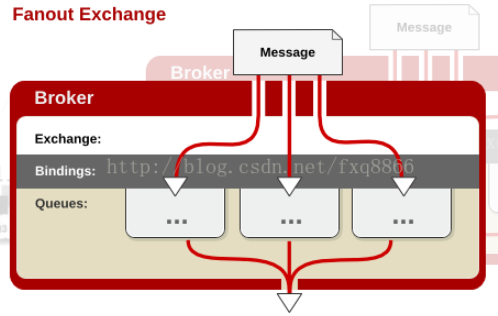 Fanout Exchange
Message
Message
Broker
Broker
Exchange:
Bindings:
http://blog.csdn.net/fxq8866
Queues:
...
...
...